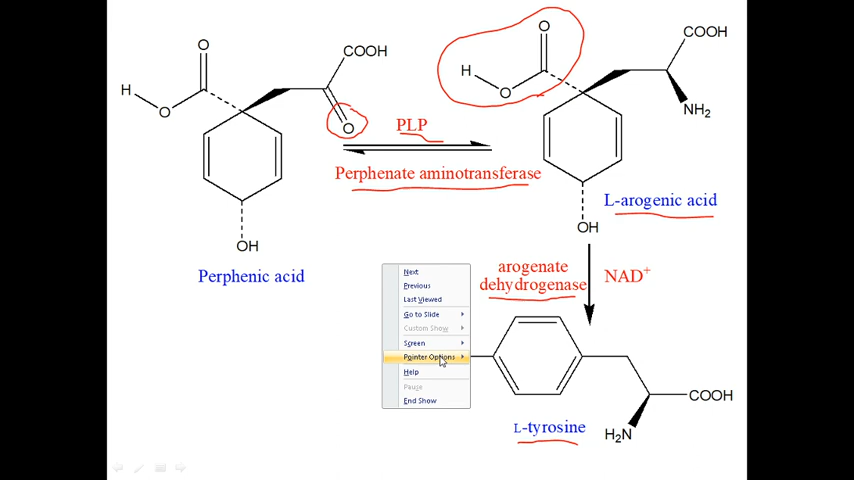 O
COOH
H
O
O
PLP
Perphenate aminotransferase
OH
Perphenic acid
O
COOH
H
O
NH2
L-arogenic acid
OH
arogenate
dehydrogenase
NAD+
Next
Previous
Last Viewed
Go to Slide
Custom Show
Screen
Pointer Options
Help
Pause
End Show
COOH
H2N
L-tyrosine